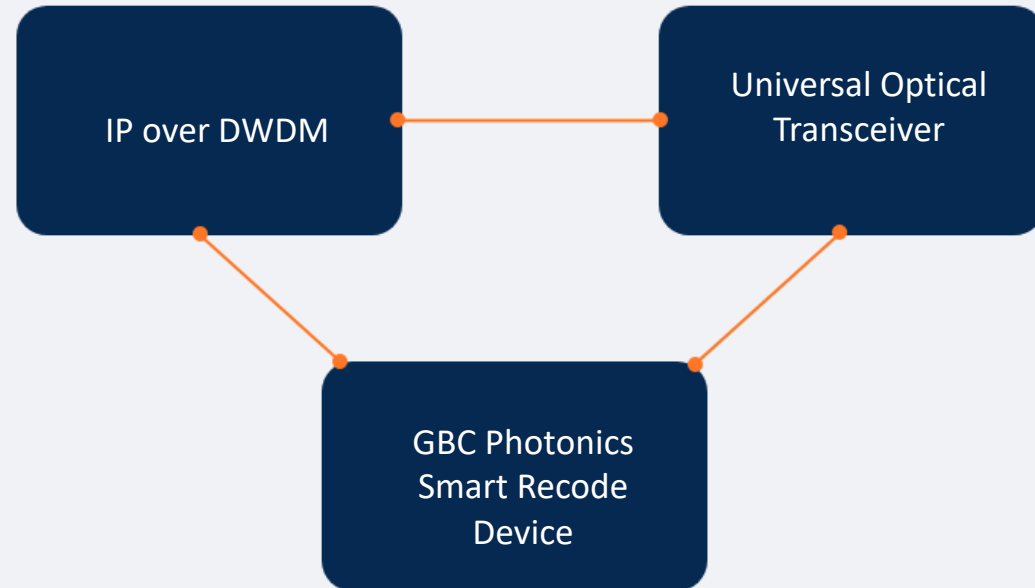 IP over DWDM
Universal Optical
Transceiver
GBC Photonics
Smart Recode
Device